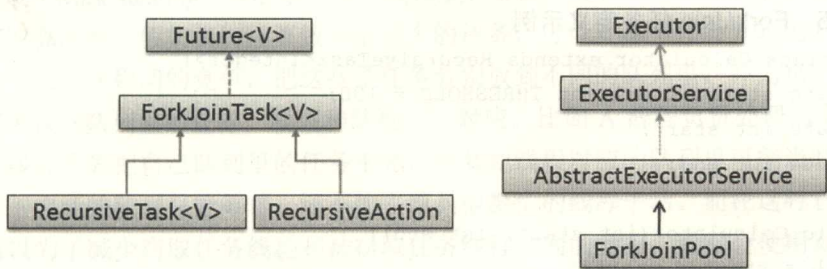 Future<V>
ForkJoinTask<V>
RecursiveTask<V>
RecursiveAction
Executor
ExecutorService
AbstractExecutorService
ForkJoinPool